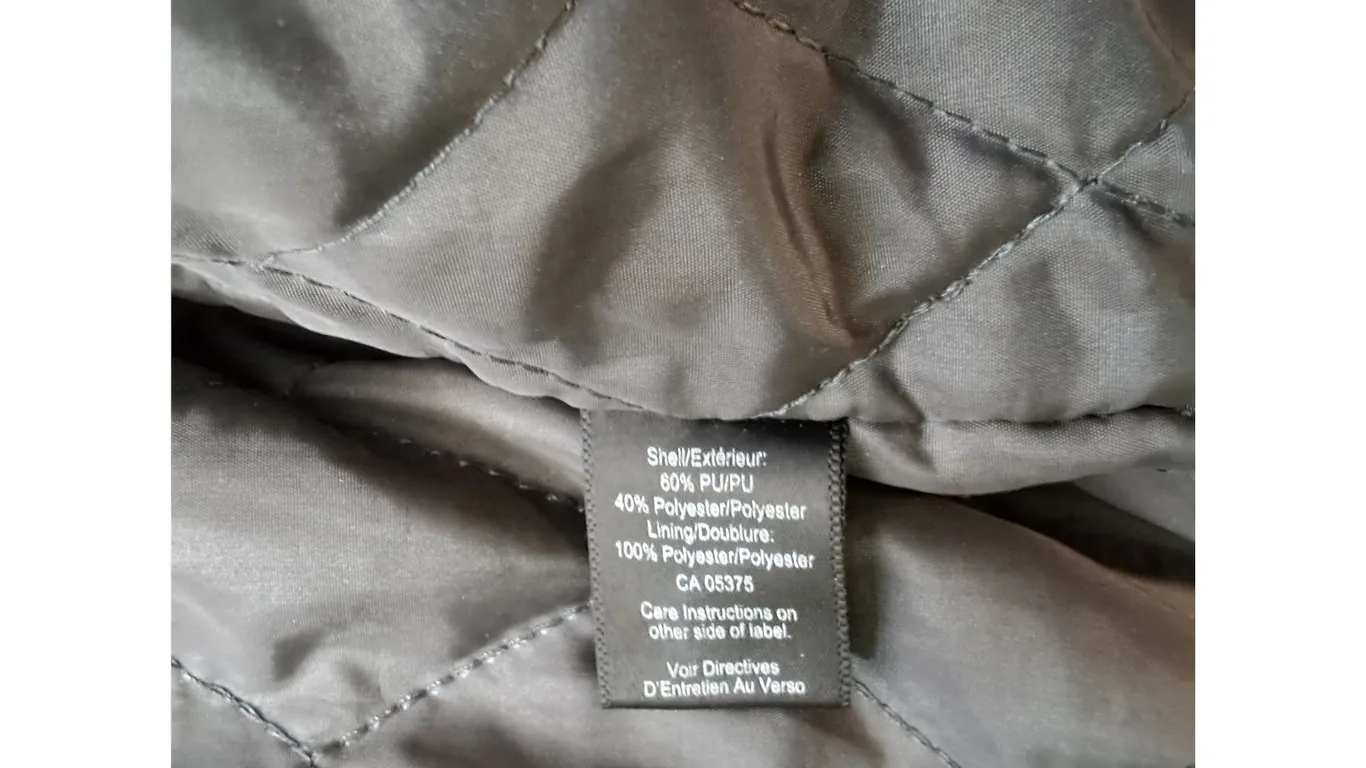 Shell/Extérieur:
60% PU/PU
40% Polyester/Polyester
Lining/Doublure:
100% Polyester/Polyester
CA 05375
Care Instructions on
other side of label.
Voir Directives
D'Entretien Au Verso